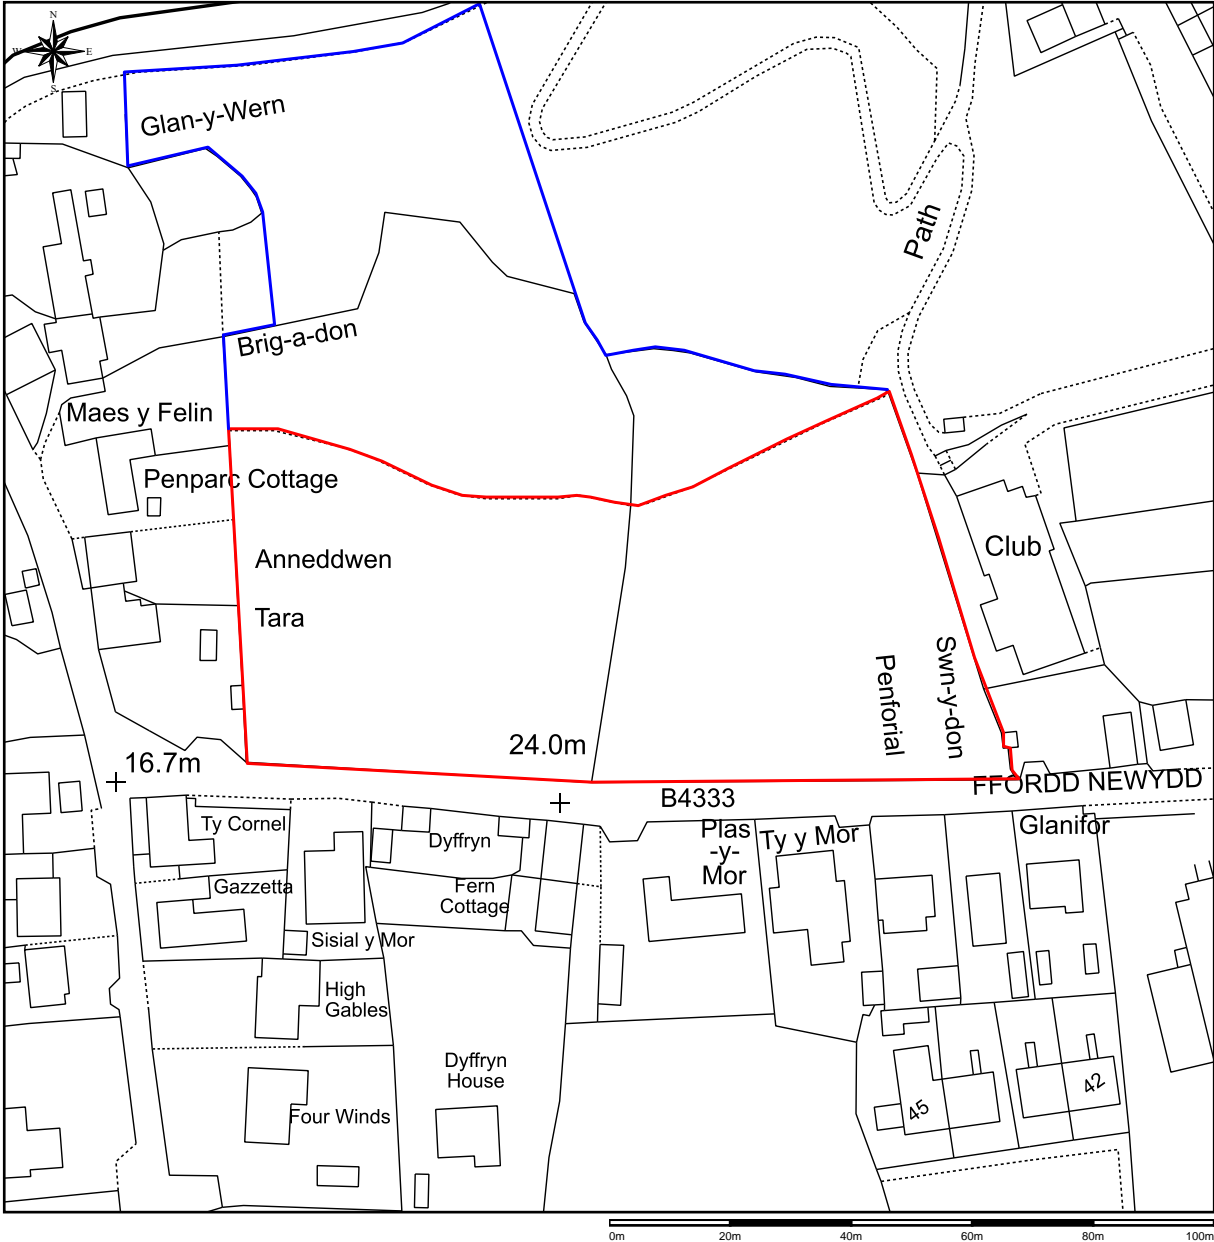 N
W
E
S
Glan-y-Wern
Path
Brig-a-don
Maes y Felin
Penparc Cottage
Anneddwen
Club
Tara
Penforial
Swn-y-don
24.0m
16.7m
FFORDD NEWYDD
B4333
Ty Cornel
Dyffryn
Plas
-y-
Mor
Ty y Mor
Glanifor
Gazzetta
Fern
Cottage
Sisial y Mor
High
Gables
Dyffryn
House
Four Winds
45
42
0m
20m
40m
60m
80m
100m